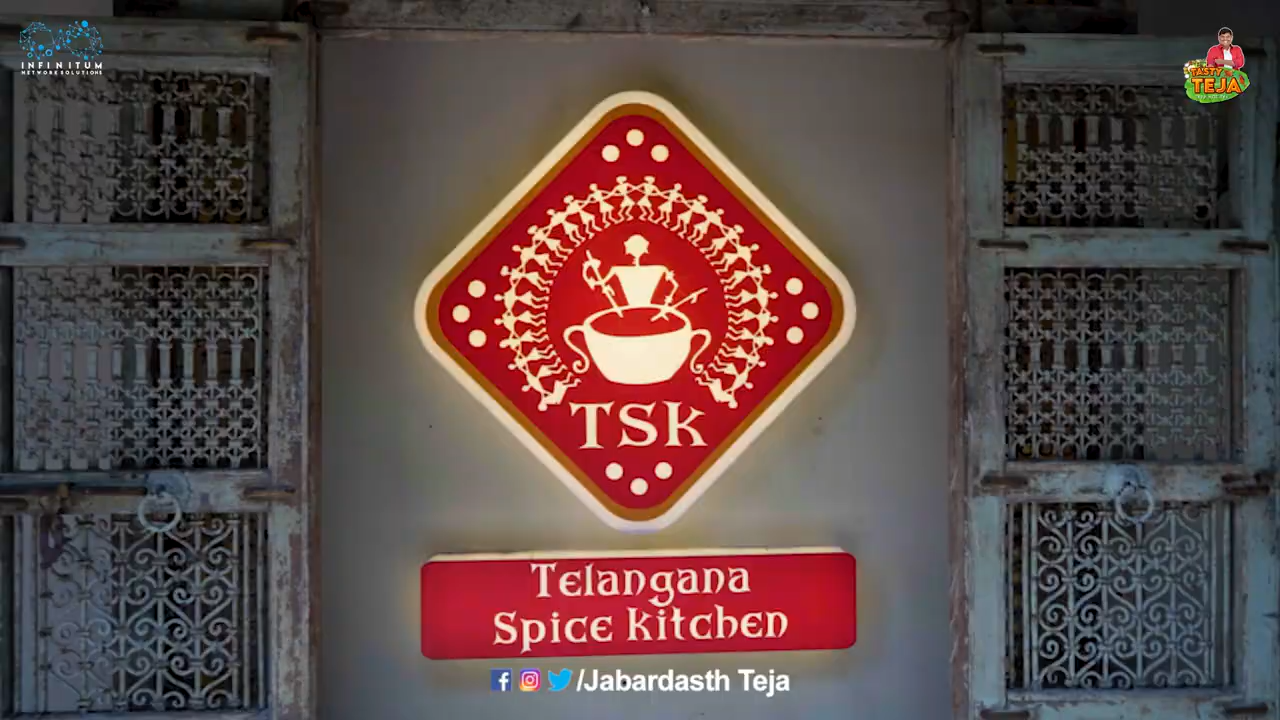 INFINITUM
NETWORK SOLUTIONS
TASTY
TEJA
TSK
Telangana
Spice Kitchen
/Jabardasth Teja